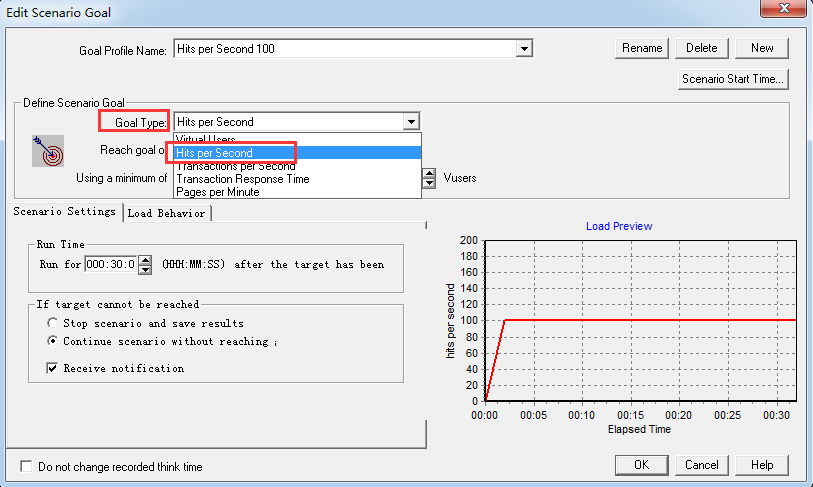 Edit Scenario Goal
Goal Profile Name: Hits per Second 100
Rename Delete New
Scenario Start Time...
Define Scenario Goal
Goal Type: Hits per Second
Virtual Users
Reach goal o
Hits per Second
Transactions per Second
Using a minimum of
Transaction Response Time
Vusers
Pages per Minute
Scenario Settings Load Behavior
Run Time
Run for 000:30:0 (HHH:MM:SS) after the target has been
If target cannot be reached
Stop scenario and save results
Continue scenario without reaching
Receive notification
Load Preview
hits per second
200
180
160
140
120
100
80
60
40
20
0
00:00 00:05 00:10 00:15 00:20 00:25 00:30
Elapsed Time
Do not change recorded think time
OK Cancel Help